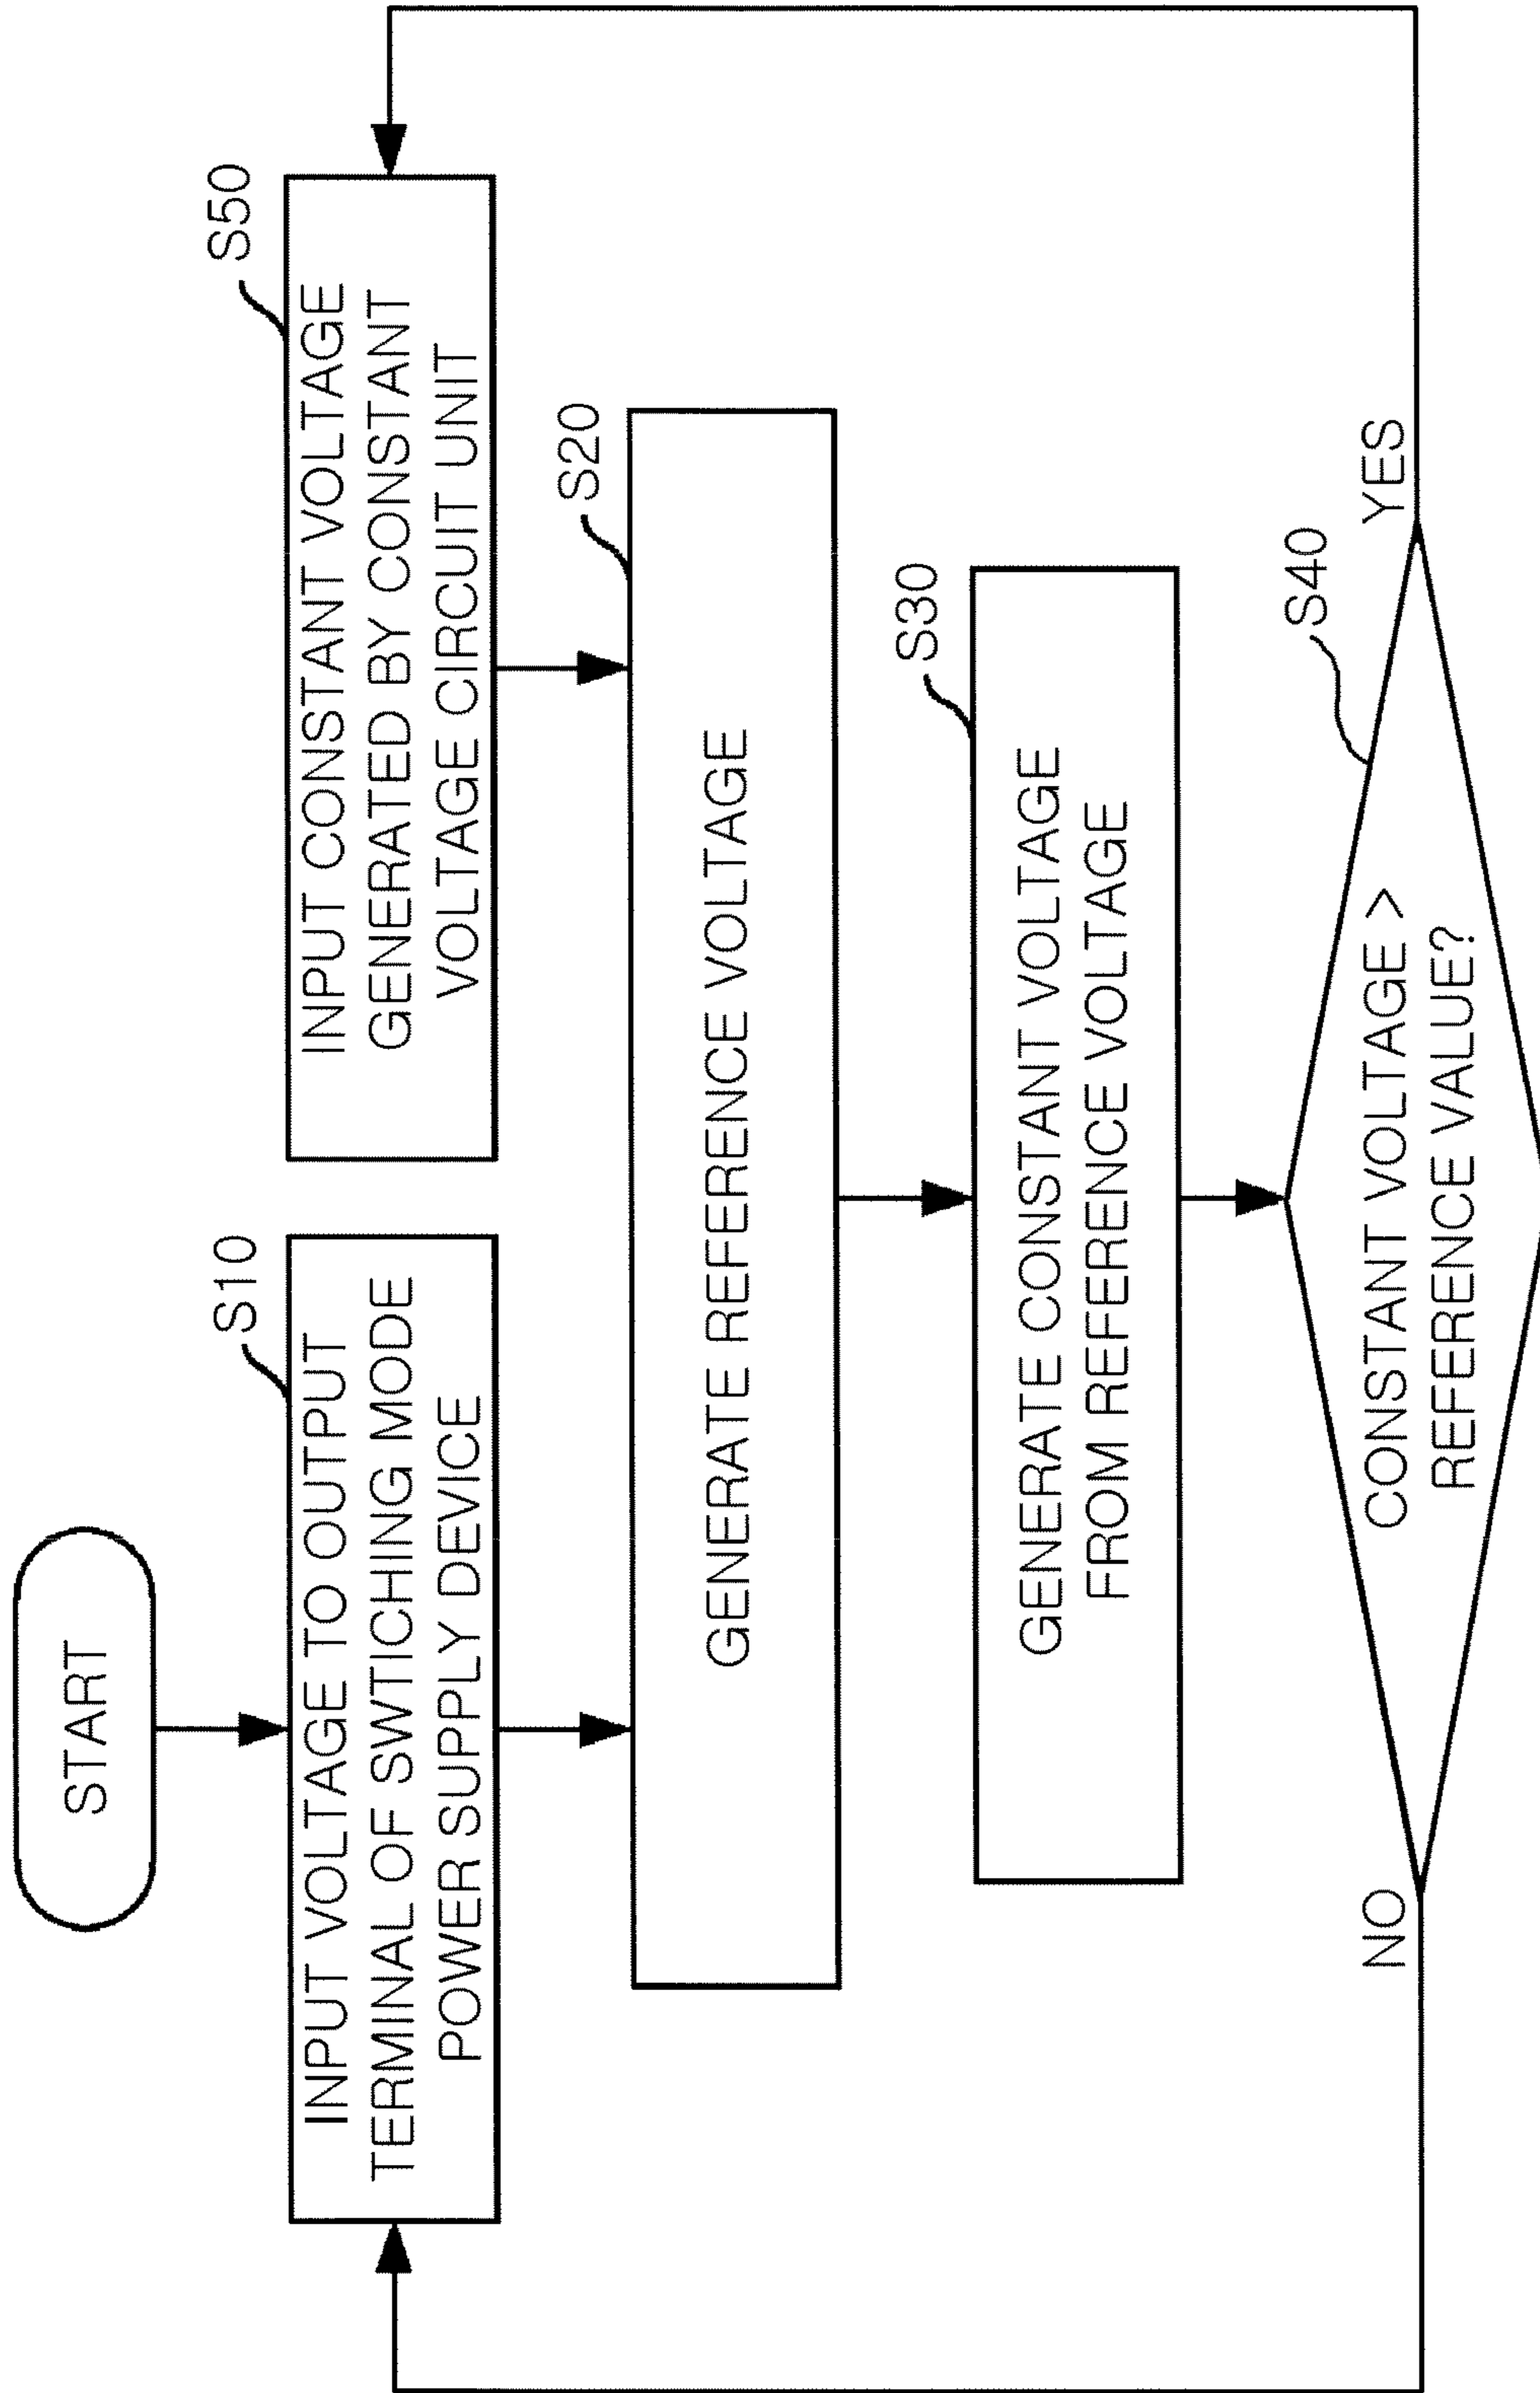 START
S10
INPUT VOLTAGE TO OUTPUT
TERMINAL OF SWTICHING MODE
POWER SUPPLY DEVICE
S50
INPUT CONSTANT VOLTAGE
GENERATED BY CONSTANT
VOLTAGE CIRCUIT UNIT
S20
GENERATE REFERENCE VOLTAGE
S30
GENERATE CONSTANT VOLTAGE
FROM REFERENCE VOLTAGE
S40
CONSTANT VOLTAGE >
REFERENCE VALUE?
NO
YES